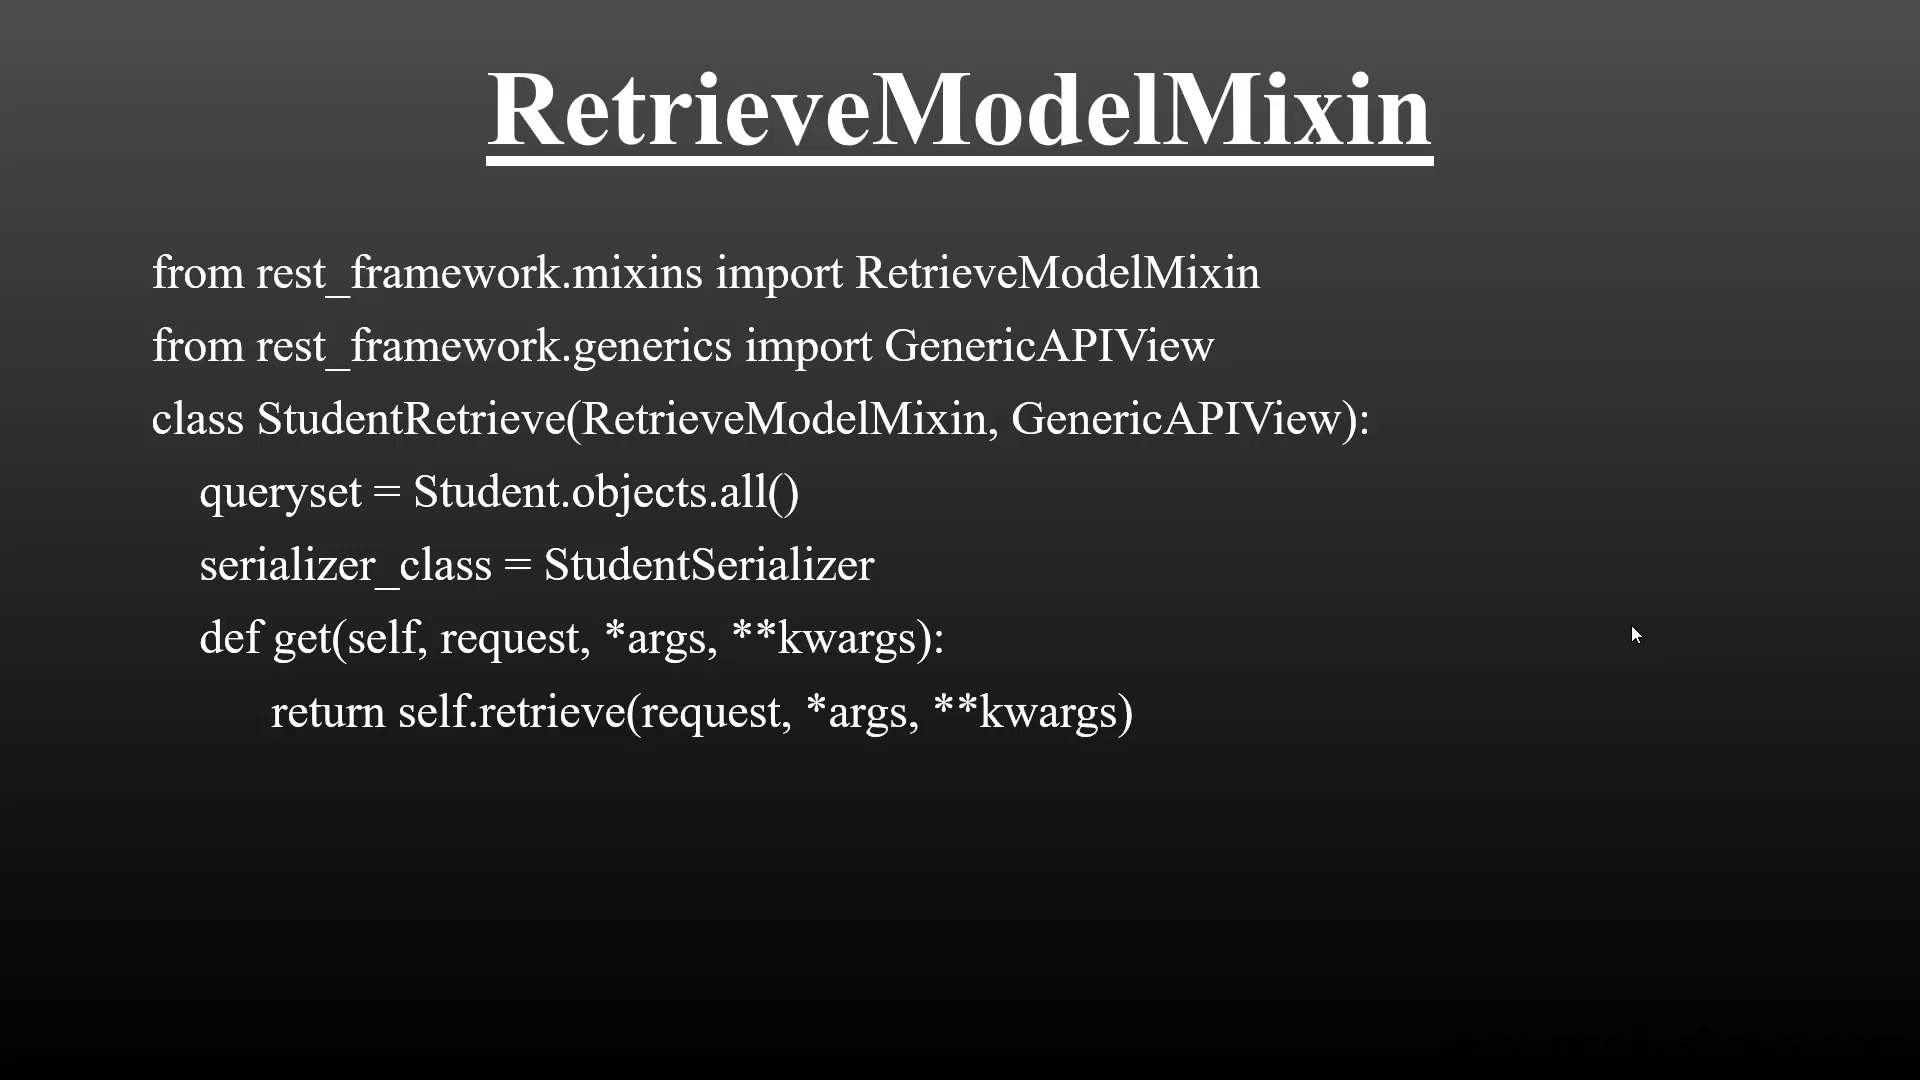 RetrieveModelMixin
from rest_framework.mixins import RetrieveModelMixin
from rest_framework.generics import GenericAPIView
class StudentRetrieve(RetrieveModelMixin, GenericAPIView):
queryset = Student.objects.all()
serializer_class = StudentSerializer
def get(self, request, *args, **kwargs):
return self.retrieve(request, *args, **kwargs)